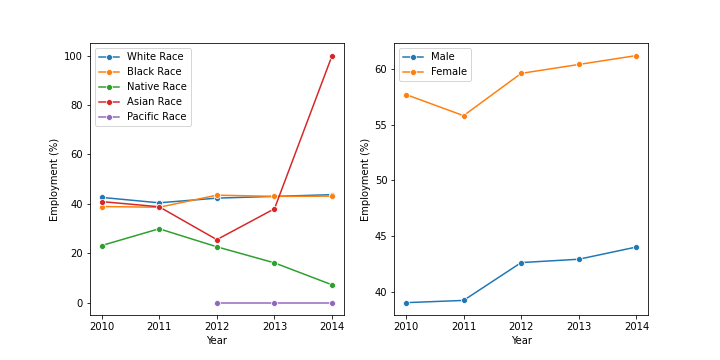 White Race
Black Race
Native Race
Asian Race
Pacific Race
100
80
60
40
20
0
Employment (%)
2010 2011 2012 2013 2014
Year
Male
Female
60
55
50
45
40
Employment (%)
2010 2011 2012 2013 2014
Year